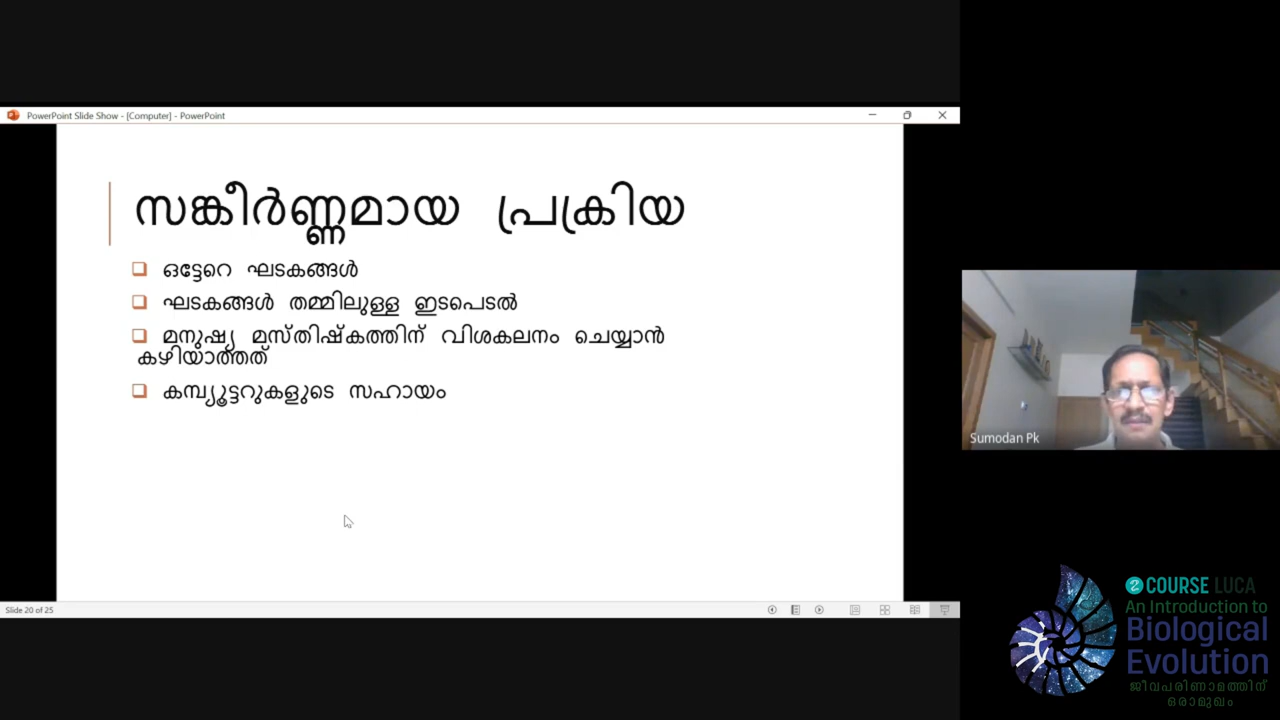 PowerPoint Slide Show - [Computer] - PowerPoint
സങ്കീർണ്ണമായ പ്രക്രിയ
ഒട്ടേറെ ഘടകങ്ങൾ
ഘടകങ്ങൾ തമ്മിലുള്ള ഇടപെടൽ
മനുഷ്യ മസ്തിഷ്കത്തിന് വിശകലനം ചെയ്യാൻ
കഴിയാത്തത്
കമ്പ്യൂട്ടറുകളുടെ സഹായം
Slide 20 of 25
Sumodan Pk
2 COURSE LUCA
An Introduction to
Biological
Evolution
ജീവപരിണാമത്തിന്
ഒരാമുഖം